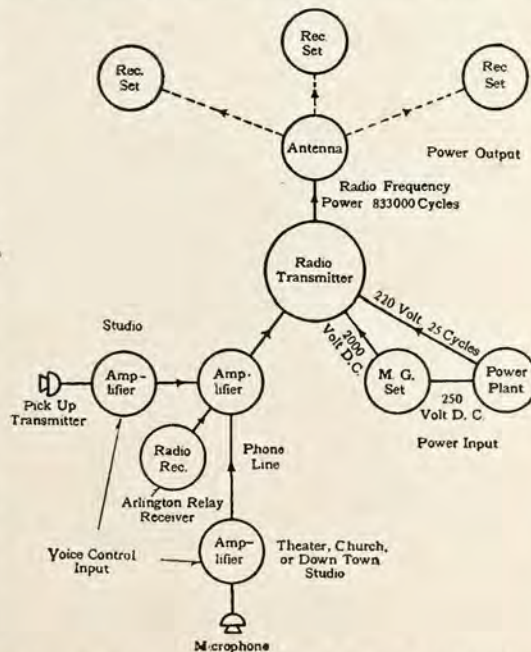 Rec.
Set
Rec
Set
Rec
Set
Antenna
Power Output
Radio Frequency
Power 833000 Cycles
Radio
Transmitter
220 Volt 25 Cycles
2000
Volt D.C.
Studio
Amp-
lifier
Amp-
lifier
M. G.
Set
Power
Plant
250
Volt D. C.
Power Input
Pick Up
Transmitter
Radio
Rec.
Phone
Line
Arlington Relay
Receiver
Voice Control
Input
Amp-
lifier
Theater, Church,
or Down Town
Studio
M-crophone